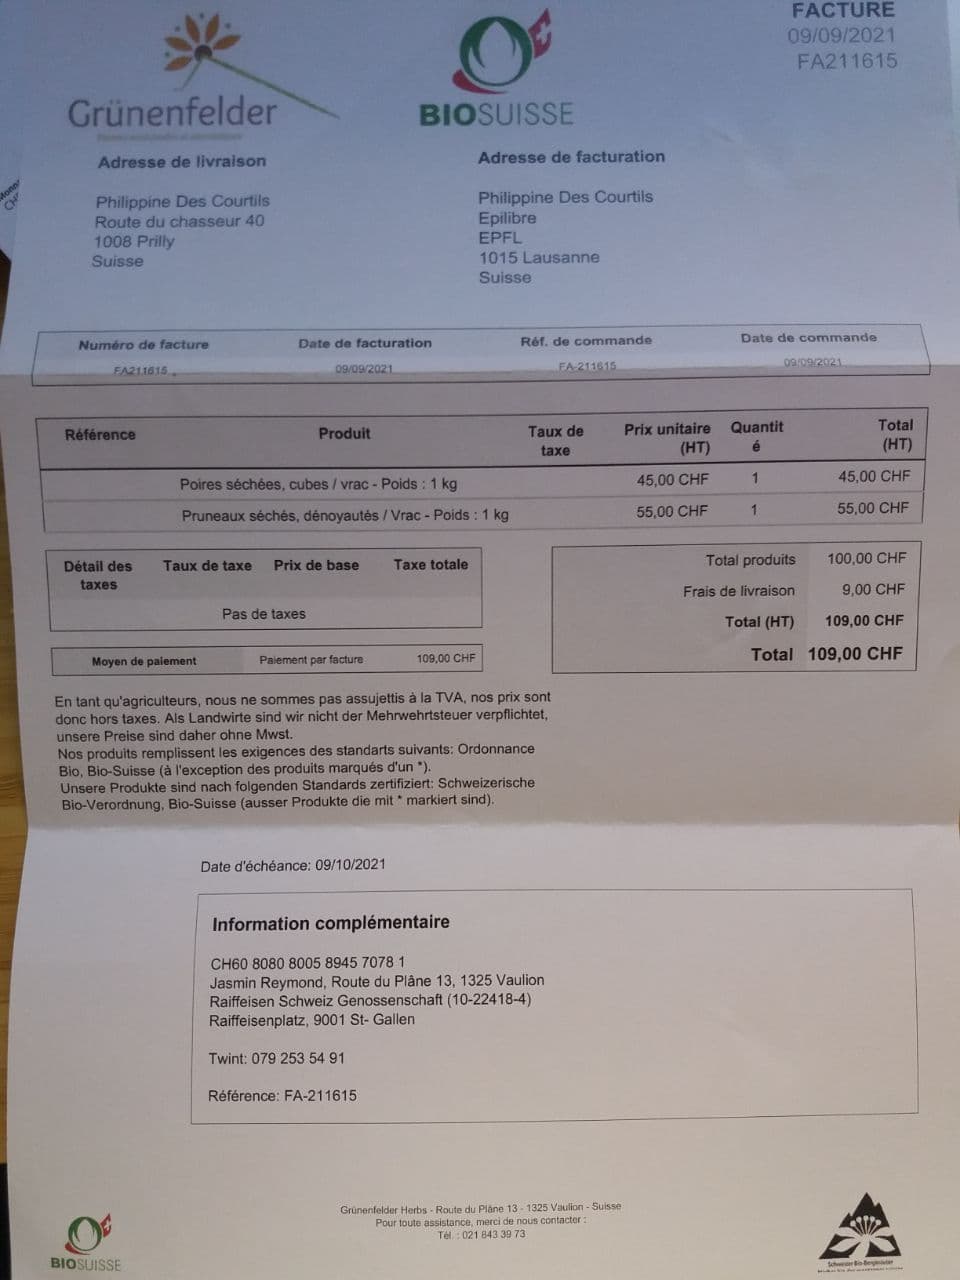 FACTURE
09/09/2021
FA211615
Grünenfelder
BIOSUISSE
Adresse de livraison
Philippine Des Courtils
Route du chasseur 40
1008 Prilly
Suisse
Adresse de facturation
Philippine Des Courtils
Epilibre
EPFL
1015 Lausanne
Suisse
Numéro de facture Date de facturation Réf. de commande Date de commande
FA211615 09/09/2021 FA-211615 09/09/2021
Référence Produit Taux de taxe Prix unitaire (HT) Quantité Total (HT)
Poires séchées, cubes / vrac - Poids : 1 kg 45,00 CHF 1 45,00 CHF
Pruneaux séchés, dénoyautés / Vrac - Poids : 1 kg 55,00 CHF 1 55,00 CHF
Détail des taxes Taux de taxe Prix de base Taxe totale
Pas de taxes
Moyen de paiement Paiement par facture 109,00 CHF
Total produits 100,00 CHF
Frais de livraison 9,00 CHF
Total (HT) 109,00 CHF
Total 109,00 CHF
En tant qu'agriculteurs, nous ne sommes pas assujettis à la TVA, nos prix sont
donc hors taxes. Als Landwirte sind wir nicht der Mehrwehrtsteuer verpflichtet,
unsere Preise sind daher ohne Mwst.
Nos produits remplissent les exigences des standarts suivants: Ordonnance
Bio, Bio-Suisse (à l'exception des produits marqués d'un *).
Unsere Produkte sind nach folgenden Standards zertifiziert: Schweizerische
Bio-Verordnung, Bio-Suisse (ausser Produkte die mit * markiert sind).
Date d'échéance: 09/10/2021
Information complémentaire
CH60 8080 8005 8945 7078 1
Jasmin Reymond, Route du Plâne 13, 1325 Vaulion
Raiffeisen Schweiz Genossenschaft (10-22418-4)
Raiffeisenplatz, 9001 St- Gallen
Twint: 079 253 54 91
Référence: FA-211615
Grünenfelder Herbs - Route du Plâne 13 - 1325 Vaulion - Suisse
Pour toute assistance, merci de nous contacter :
Tél. : 021 843 39 73
BIOSUISSE
Schweizer Bio-Bergkräuter